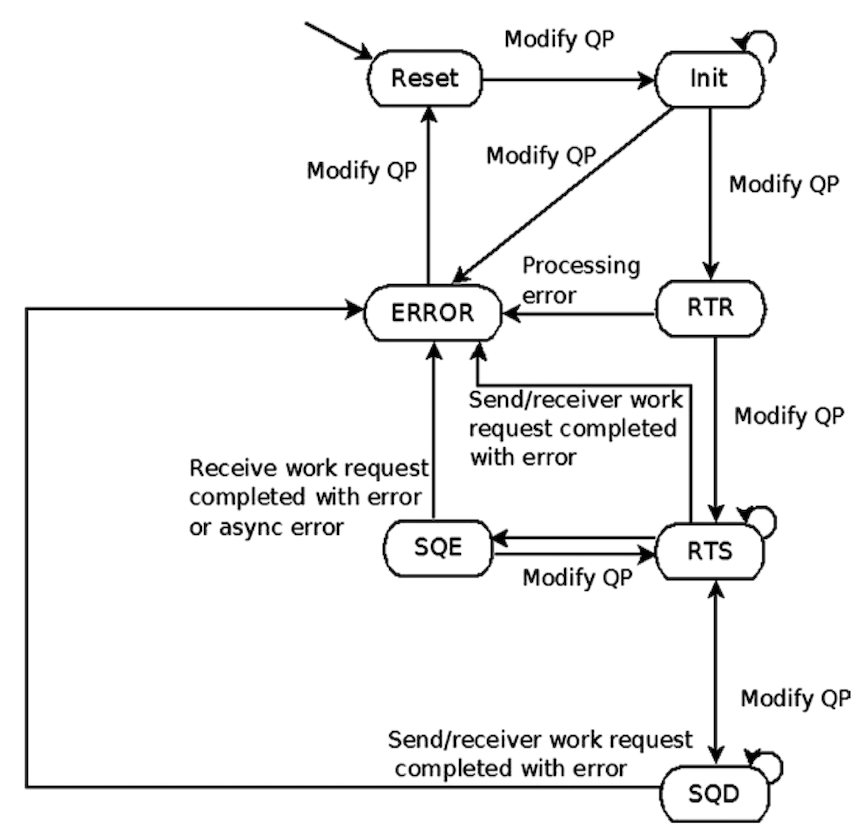 Modify QP
Reset
Init
Modify QP
Modify QP
Modify QP
Processing
error
ERROR
RTR
Send/receiver work
request completed
with error
Modify QP
Receive work request
completed with error
or async error
SQE
RTS
Modify QP
Modify QP
Send/receiver work request
completed with error
SQD